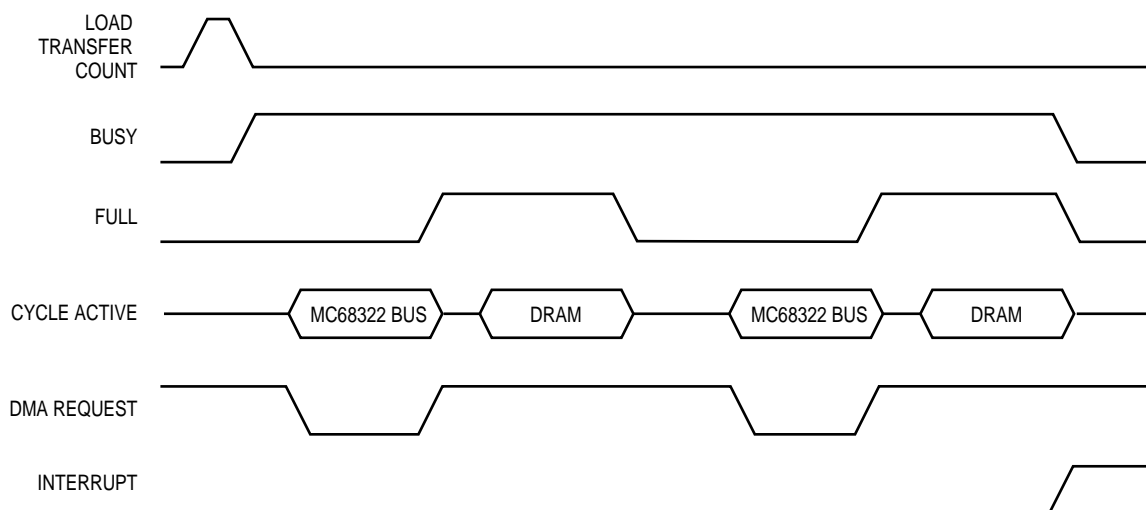 LOAD
TRANSFER
COUNT
BUSY
FULL
CYCLE ACTIVE
MC68322 BUS
DRAM
MC68322 BUS
DRAM
DMA REQUEST
INTERRUPT